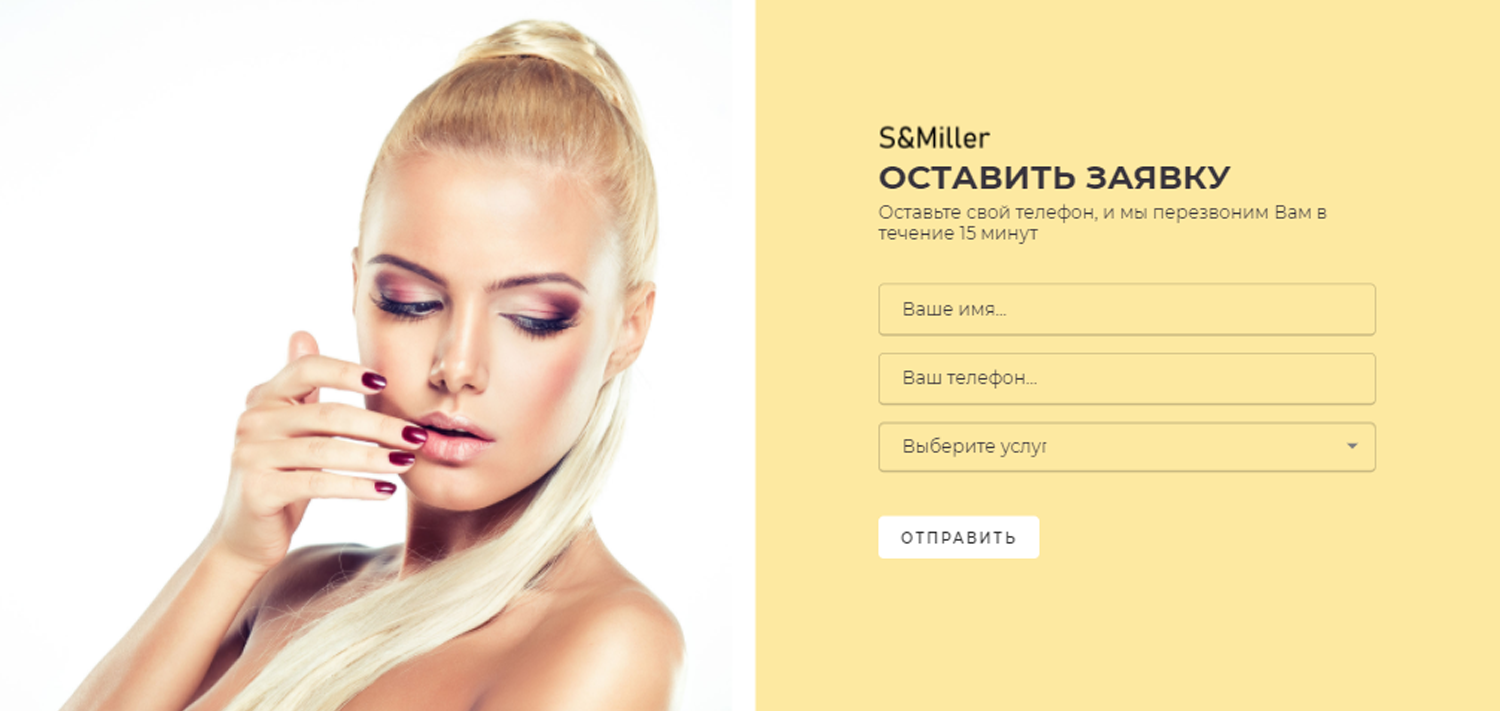 S&Miller
ОСТАВИТЬ ЗАЯВКУ
Оставьте свой телефон, и мы перезвоним Вам в
течение 15 минут
Ваше имя...
Ваш телефон...
Выберите услуг
ОТПРАВИТЬ